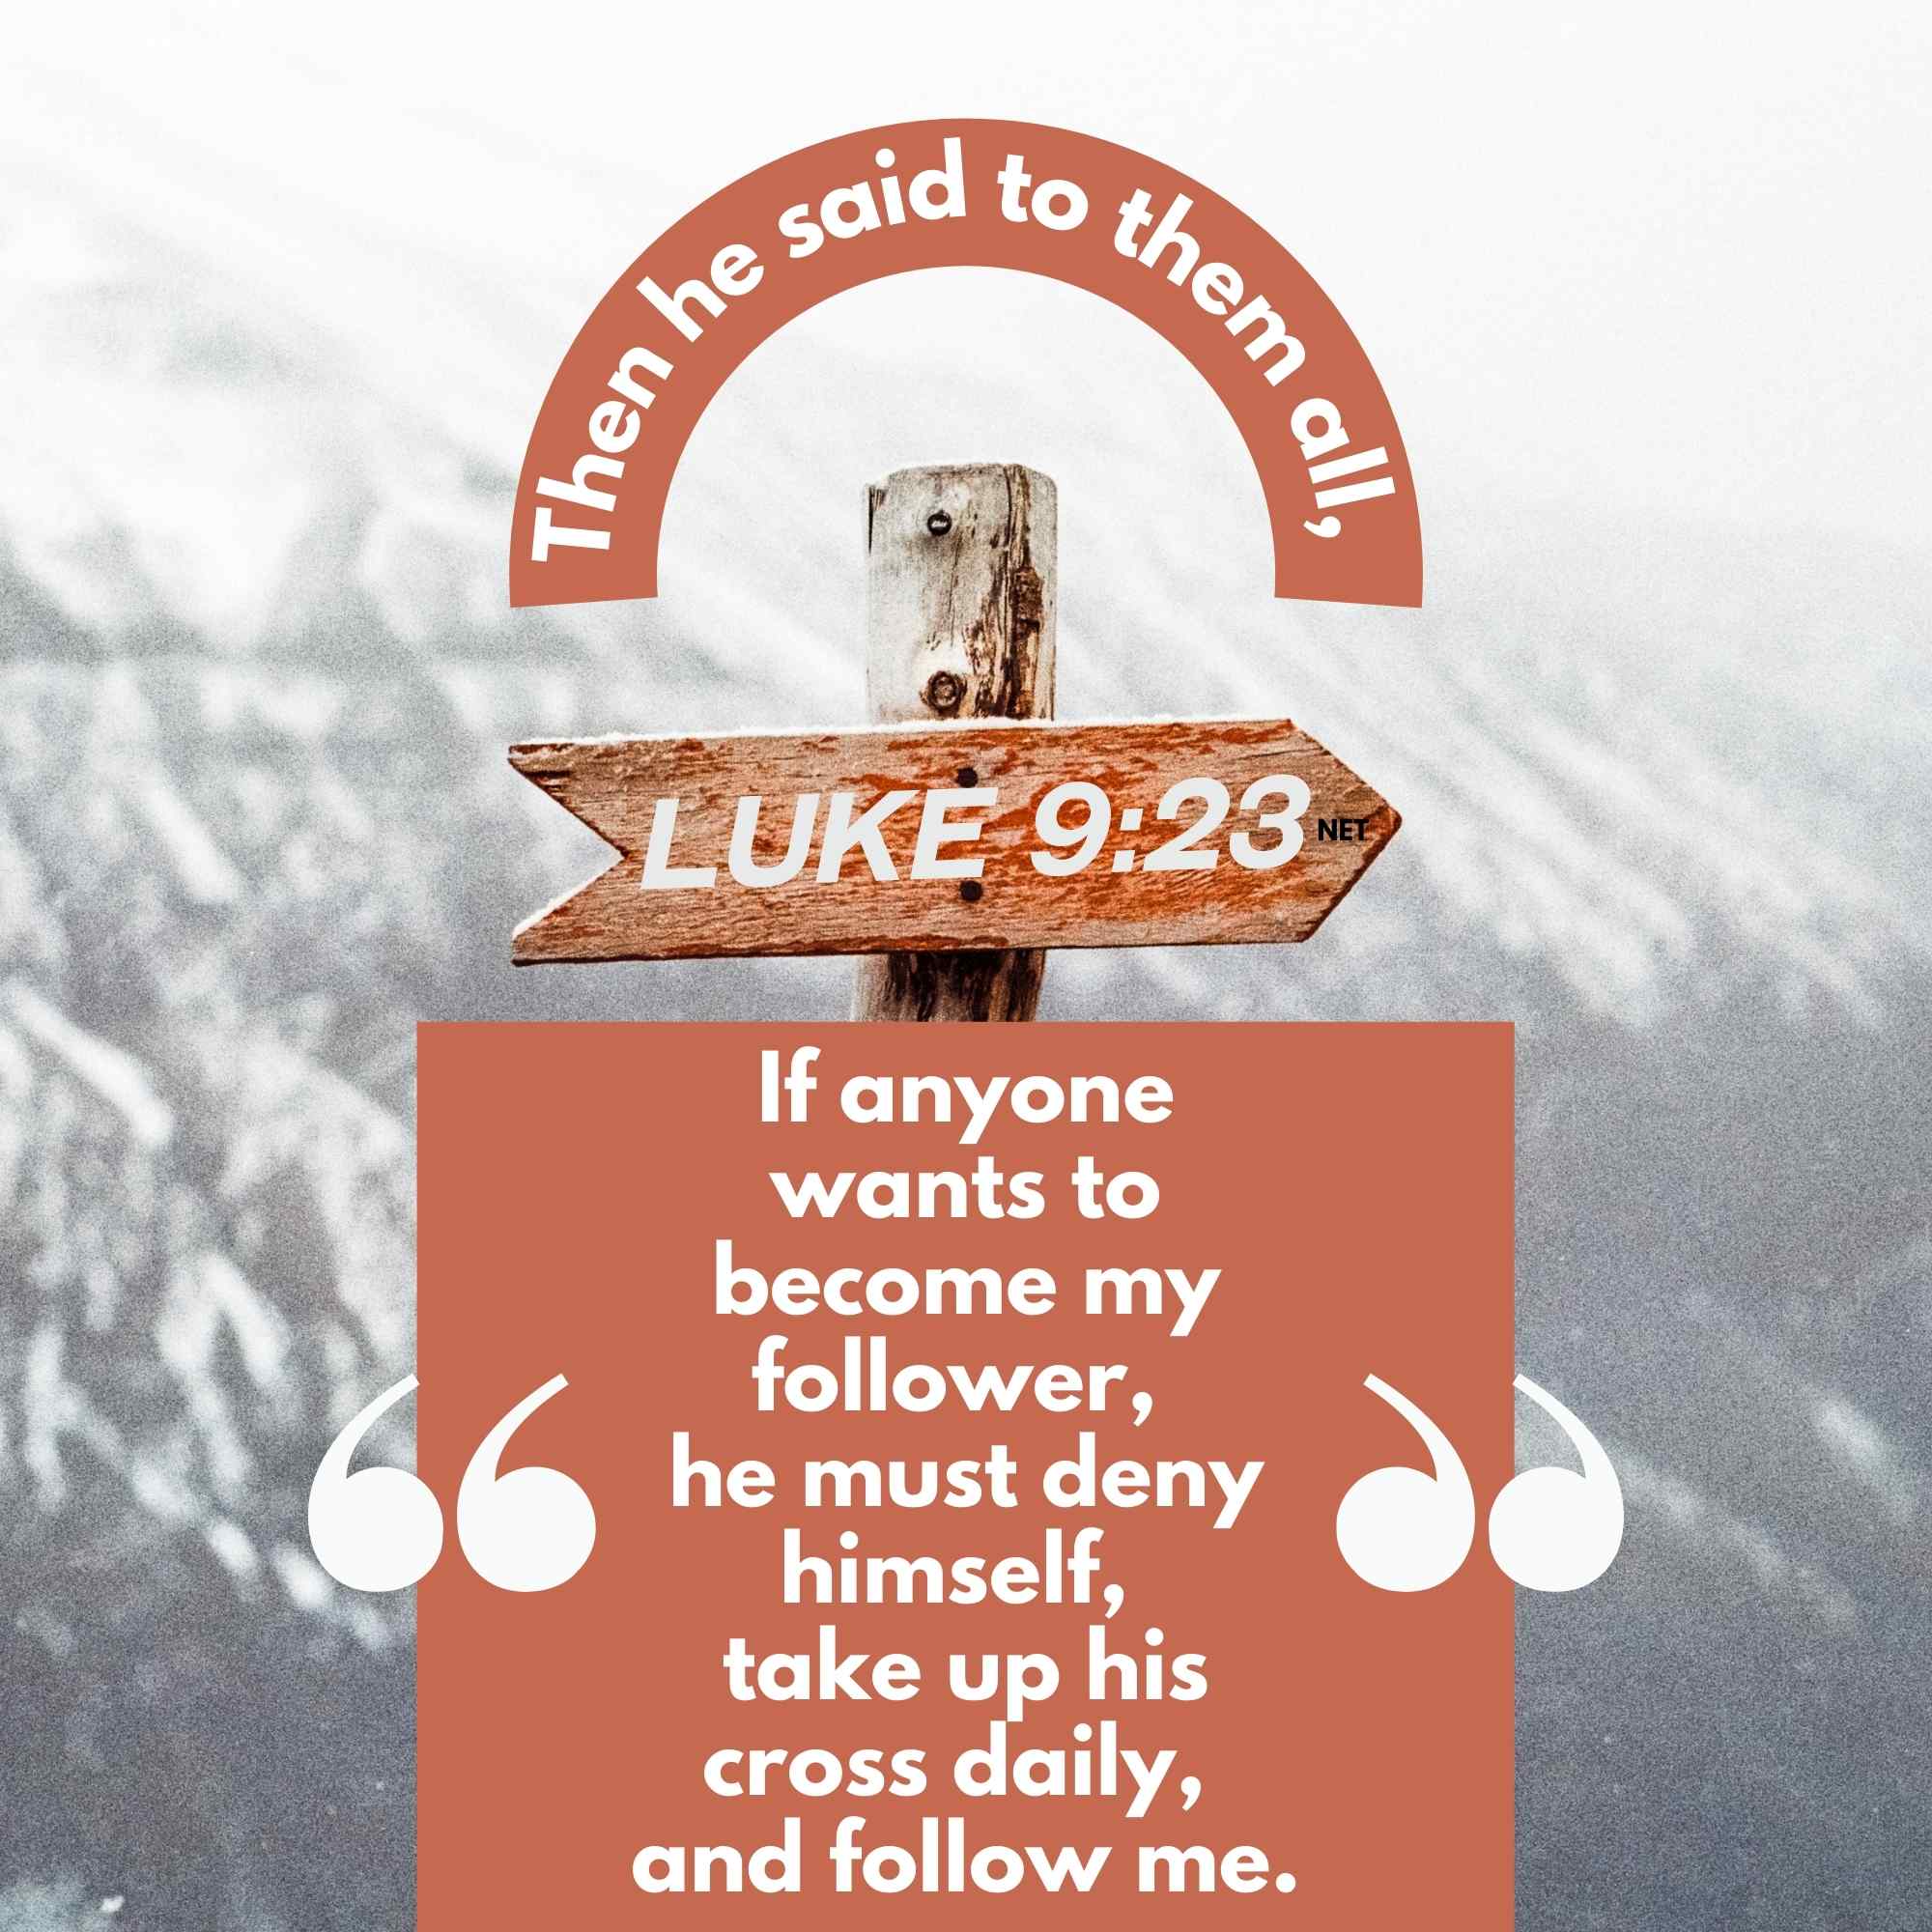 Then he said to them all,
LUKE 9:23 NET
If anyone
wants to
become my
follower,
he must deny
himself,
take up his
cross daily,
and follow me.